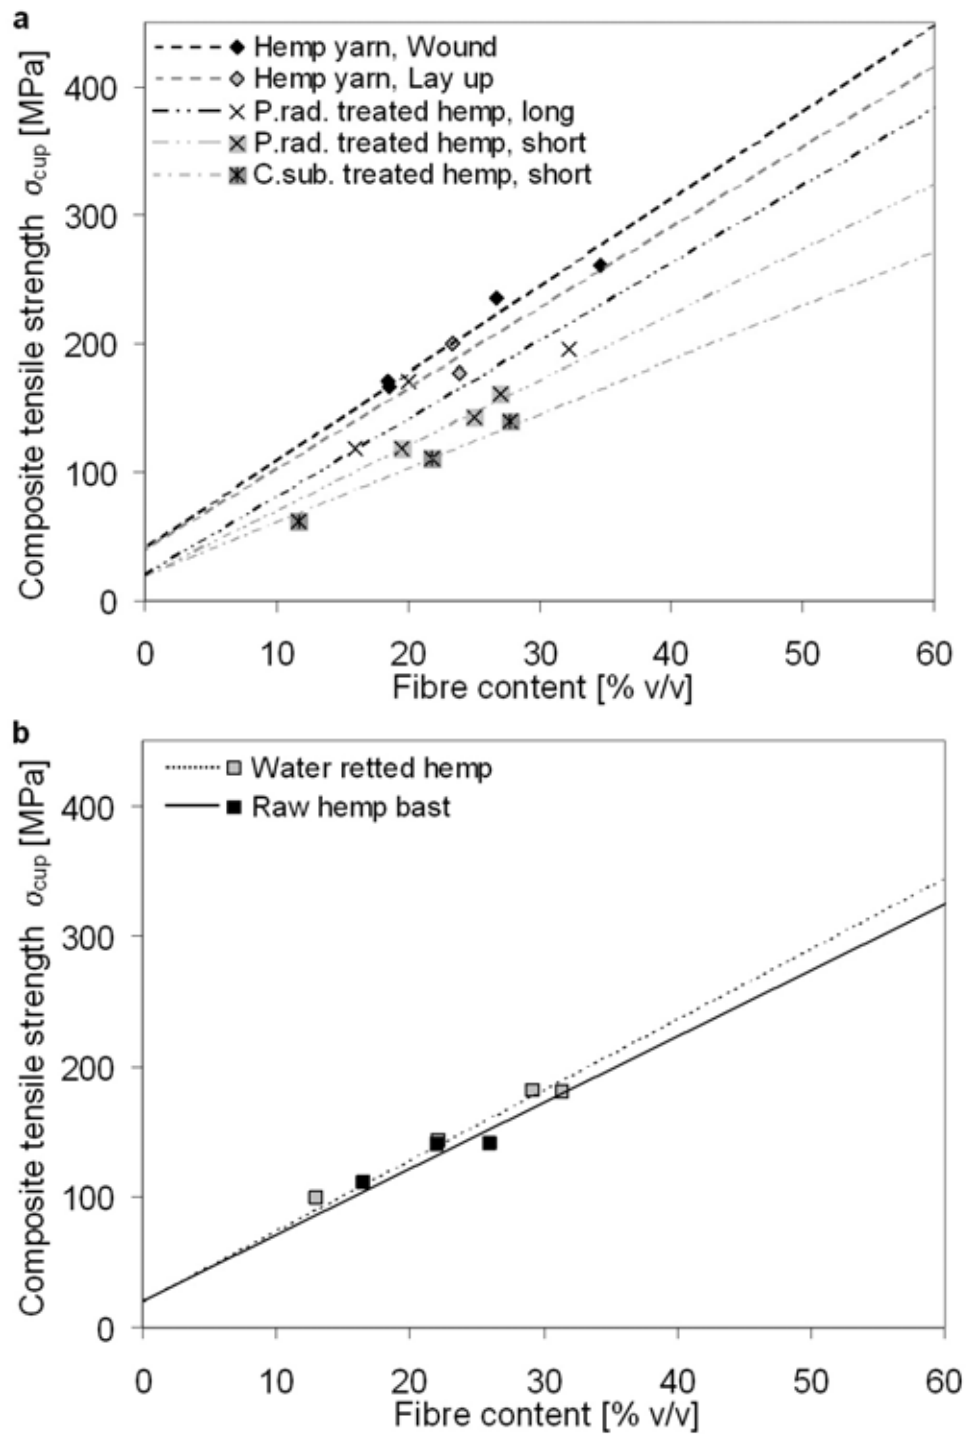 a
Composite tensile strength σcup [MPa]
Hemp yarn, Wound
Hemp yarn, Lay up
P.rad. treated hemp, long
P.rad. treated hemp, short
C.sub. treated hemp, short
400
300
200
100
0
0 10 20 30 40 50 60
Fibre content [% v/v]
b
Composite tensile strength σcup [MPa]
Water retted hemp
Raw hemp bast
400
300
200
100
0
0 10 20 30 40 50 60
Fibre content [% v/v]